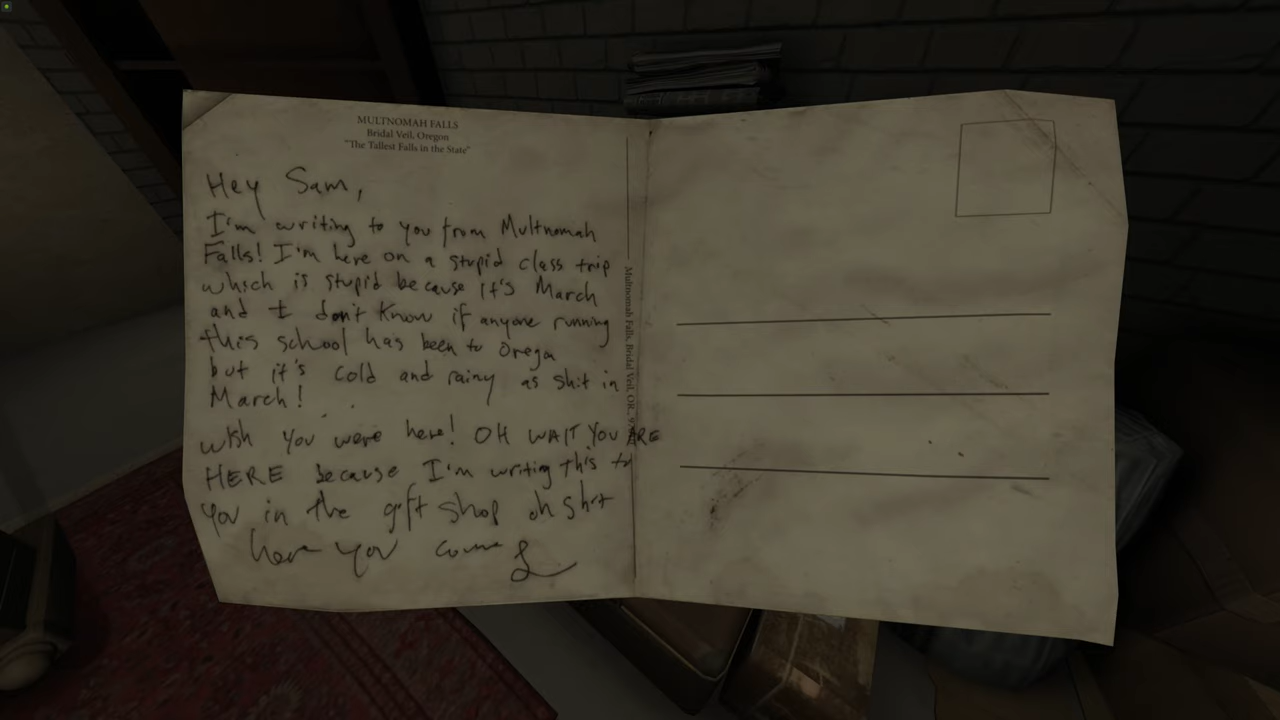 MULTNOMAH FALLS
Bridal Veil, Oregon
"The Tallest Falls in the State"
Hey Sam,
I'm writing to you from Multnomah
Falls! I'm here on a stupid class trip
which is stupid because it's March
and I don't know if anyone running
this school has been to Oregon
but it's cold and rainy as shit in
March!
wish you were here! OH WAIT YOU ARE
HERE because I'm writing this to
you in the gift shop oh shit
here you come
Multnomah Falls, Bridal Veil, OR.,